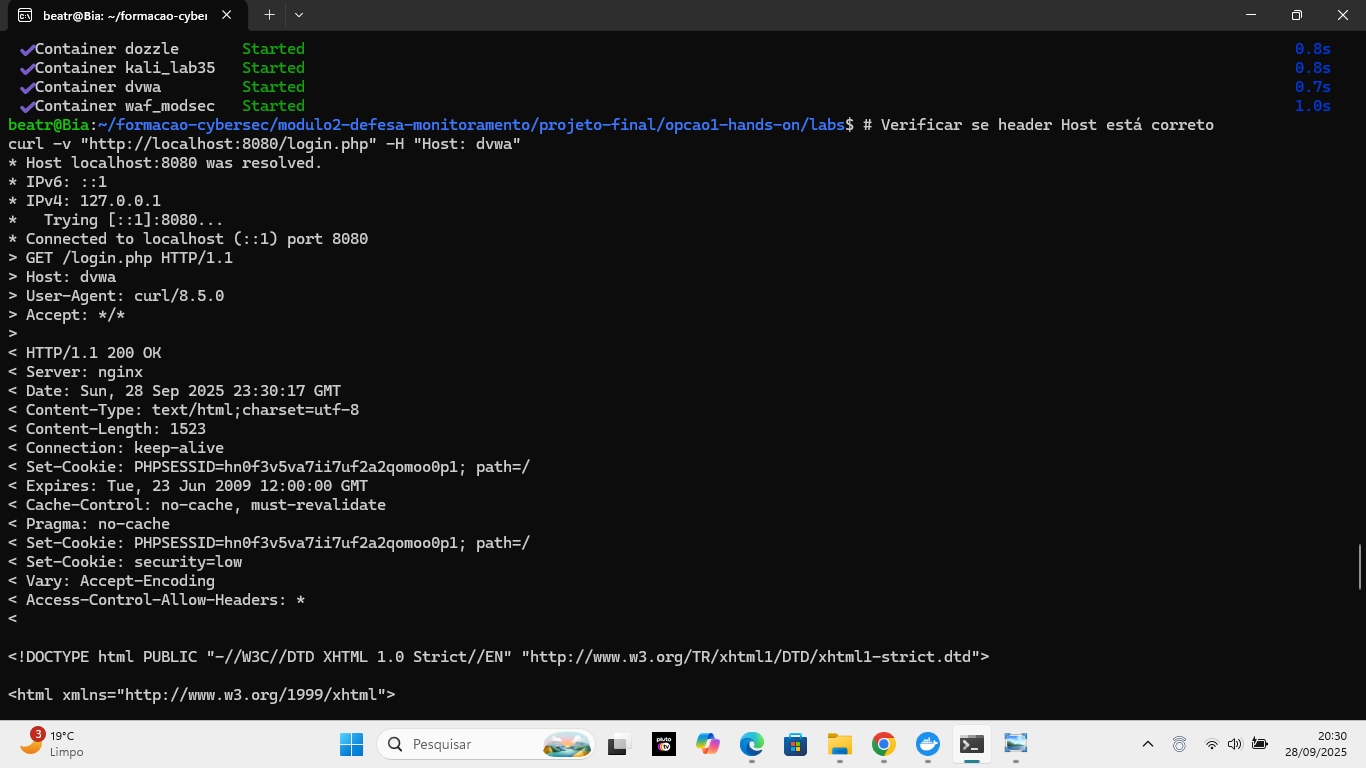 beatr@Bia: ~/formacao-cyber
Container dozzle Started 0.8s
Container kali_lab35 Started 0.8s
Container dvwa Started 0.7s
Container waf_modsec Started 1.0s
beatr@Bia:~/formacao-cybersec/modulo2-defesa-monitoramento/projeto-final/opcao1-hands-on/labs$ # Verificar se header Host está correto
curl -v "http://localhost:8080/login.php" -H "Host: dvwa"
* Host localhost:8080 was resolved.
* IPv6: ::1
* IPv4: 127.0.0.1
*   Trying [::1]:8080...
* Connected to localhost (::1) port 8080
> GET /login.php HTTP/1.1
> Host: dvwa
> User-Agent: curl/8.5.0
> Accept: */*
>
< HTTP/1.1 200 OK
< Server: nginx
< Date: Sun, 28 Sep 2025 23:30:17 GMT
< Content-Type: text/html;charset=utf-8
< Content-Length: 1523
< Connection: keep-alive
< Set-Cookie: PHPSESSID=hn0f3v5va7ii7uf2a2qomoo0p1; path=/
< Expires: Tue, 23 Jun 2009 12:00:00 GMT
< Cache-Control: no-cache, must-revalidate
< Pragma: no-cache
< Set-Cookie: PHPSESSID=hn0f3v5va7ii7uf2a2qomoo0p1; path=/
< Set-Cookie: security=low
< Vary: Accept-Encoding
< Access-Control-Allow-Headers: *
<
<!DOCTYPE html PUBLIC "-//W3C//DTD XHTML 1.0 Strict//EN" "http://www.w3.org/TR/xhtml1/DTD/xhtml1-strict.dtd">
<html xmlns="http://www.w3.org/1999/xhtml">
3
19°C
Limpo
Pesquisar
pluto tv
20:30
28/09/2025